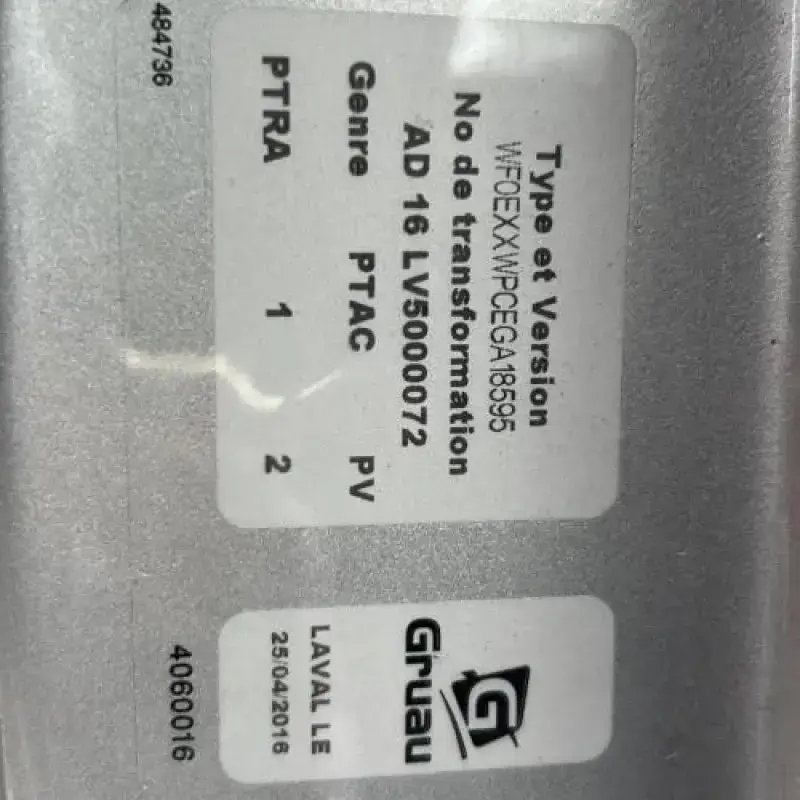 Type et Version
WF0EXXWPCEGA18595
No de transformation
AD 16 LV5000072
Genre PTAC PV
PTRA 1 2
484736
G
Gruau
LAVAL LE
25/04/2016
4060016